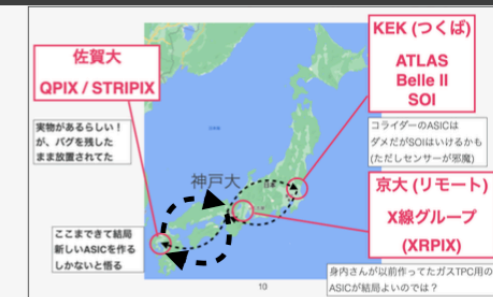 佐賀大
QPIX / STRIPIX
KEK (つくば)
ATLAS
Belle II
SOI
実物があるらしい！
が、バグを残した
まま放置されてた
コライダーのASICは
ダメだがSOIはいけるかも
(ただしセンサーが邪魔)
神戸大
京大 (リモート)
X線グループ
(XRPIX)
ここまできて結局
新しいASICを作る
しかないと悟る
身内さんが以前作ってたガスTPC用の
ASICが結局よいのでは？
10